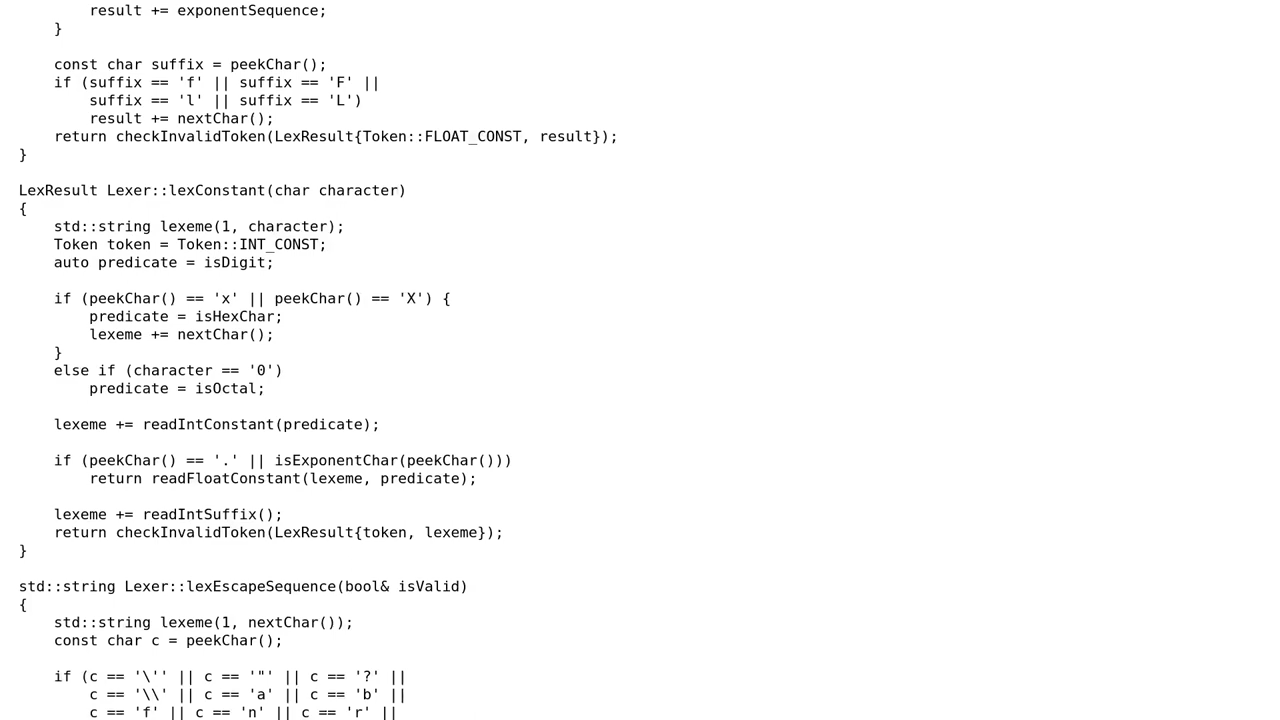 result += exponentSequence;
    }

    const char suffix = peekChar();
    if (suffix == 'f' || suffix == 'F' ||
        suffix == 'l' || suffix == 'L')
        result += nextChar();
    return checkInvalidToken(LexResult{Token::FLOAT_CONST, result});
}

LexResult Lexer::lexConstant(char character)
{
    std::string lexeme(1, character);
    Token token = Token::INT_CONST;
    auto predicate = isDigit;

    if (peekChar() == 'x' || peekChar() == 'X') {
        predicate = isHexChar;
        lexeme += nextChar();
    }
    else if (character == '0')
        predicate = isOctal;

    lexeme += readIntConstant(predicate);

    if (peekChar() == '.' || isExponentChar(peekChar()))
        return readFloatConstant(lexeme, predicate);

    lexeme += readIntSuffix();
    return checkInvalidToken(LexResult{token, lexeme});
}

std::string Lexer::lexEscapeSequence(bool& isValid)
{
    std::string lexeme(1, nextChar());
    const char c = peekChar();

    if (c == '\'' || c == '"' || c == '?' ||
        c == '\\' || c == 'a' || c == 'b' ||
        c == 'f' || c == 'n' || c == 'r' ||